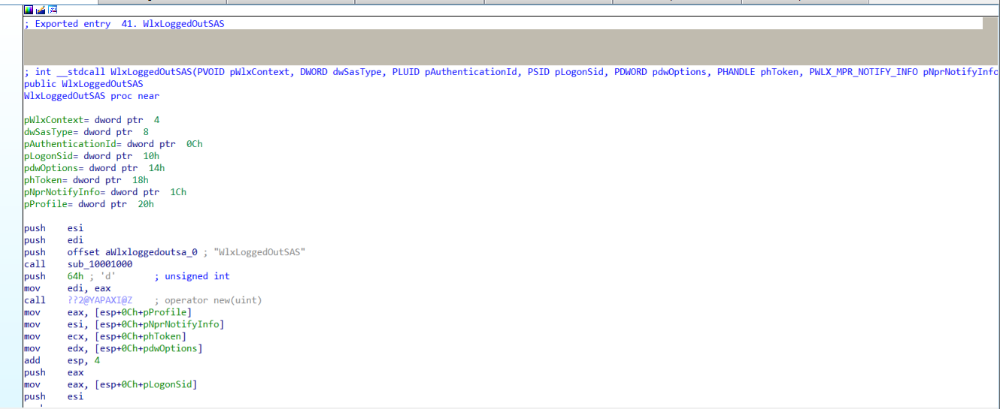 ; Exported entry  41. WlxLoggedOutSAS
; int __stdcall WlxLoggedOutSAS(PVOID pWlxContext, DWORD dwSasType, PLUID pAuthenticationId, PSID pLogonSid, PDWORD pdwOptions, PHANDLE phToken, PWLX_MPR_NOTIFY_INFO pNprNotifyInfo
public WlxLoggedOutSAS
WlxLoggedOutSAS proc near
pWlxContext= dword ptr  4
dwSasType= dword ptr  8
pAuthenticationId= dword ptr  0Ch
pLogonSid= dword ptr  10h
pdwOptions= dword ptr  14h
phToken= dword ptr  18h
pNprNotifyInfo= dword ptr  1Ch
pProfile= dword ptr  20h
push    esi
push    edi
push    offset aWlxloggedoutsa_0 ; "WlxLoggedOutSAS"
call    sub_10001000
push    64h ; 'd'       ; unsigned int
mov     edi, eax
call    ??2@YAPAXI@Z    ; operator new(uint)
mov     eax, [esp+0Ch+pProfile]
mov     esi, [esp+0Ch+pNprNotifyInfo]
mov     ecx, [esp+0Ch+phToken]
mov     edx, [esp+0Ch+pdwOptions]
add     esp, 4
push    eax
mov     eax, [esp+0Ch+pLogonSid]
push    esi